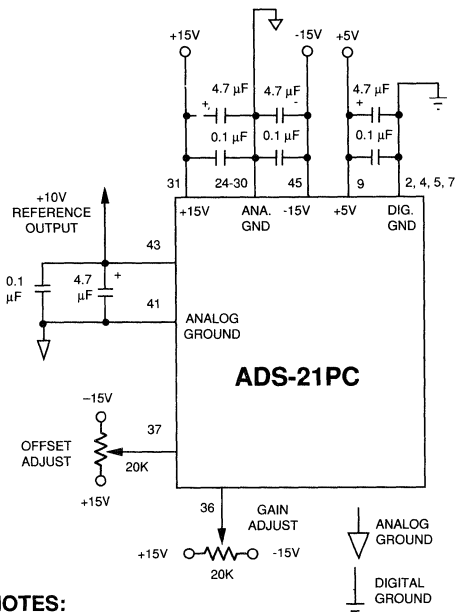 +15V -15V +5V
4.7 µF 4.7 µF 4.7 µF
+ - +
0.1 µF 0.1 µF 0.1 µF
31 24-30 45 9 2, 4, 5, 7
+15V ANA. GND -15V +5V DIG. GND
+10V
REFERENCE
OUTPUT
43
0.1 µF
4.7 µF
+
41
ANALOG
GROUND
ADS-21PC
–15V
37
OFFSET
ADJUST
20K
+15V
36
GAIN
ADJUST
+15V -15V
20K
ANALOG
GROUND
DIGITAL
GROUND
NOTES: